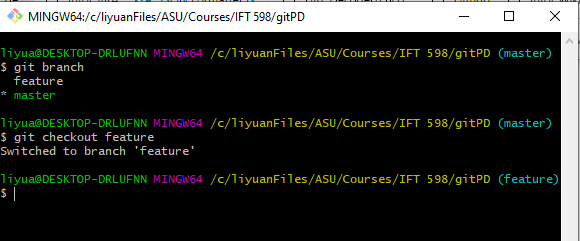 MINGW64:/c/liyuanFiles/ASU/Courses/IFT 598/gitPD
liyua@DESKTOP-DRLUFNN MINGW64 /c/liyuanFiles/ASU/Courses/IFT 598/gitPD (master)
$ git branch
  feature
* master
liyua@DESKTOP-DRLUFNN MINGW64 /c/liyuanFiles/ASU/Courses/IFT 598/gitPD (master)
$ git checkout feature
Switched to branch 'feature'
liyua@DESKTOP-DRLUFNN MINGW64 /c/liyuanFiles/ASU/Courses/IFT 598/gitPD (feature)
$